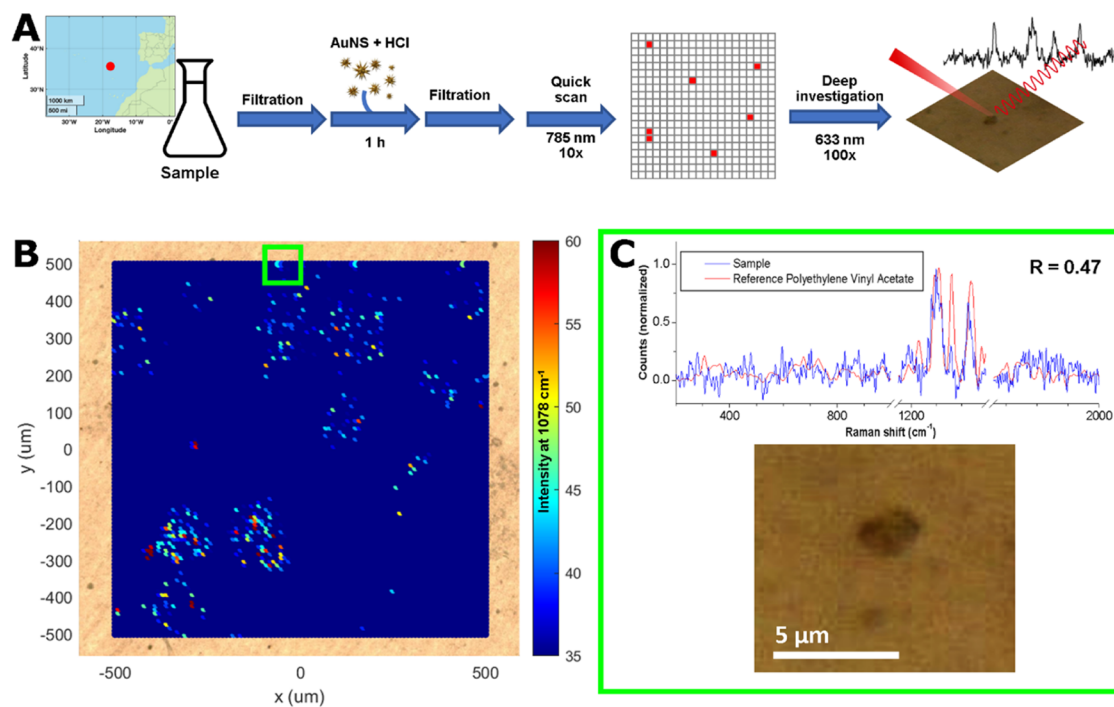 A
Latitude
40°N
30°N
1000 km
500 mi
30°W
20°W
10°W
0°
Longitude
Sample
Filtration
AuNS + HCl
1 h
Filtration
Quick
scan
785 nm
10x
Deep
investigation
633 nm
100x
B
y (um)
500
400
300
200
100
0
-100
-200
-300
-400
-500
-500
0
500
x (um)
Intensity at 1078 cm⁻¹
60
55
50
45
40
35
C
Counts (normalized)
1.0
0.5
0.0
Sample
Reference Polyethylene Vinyl Acetate
R = 0.47
400
800
1200
2000
Raman shift (cm⁻¹)
5 µm